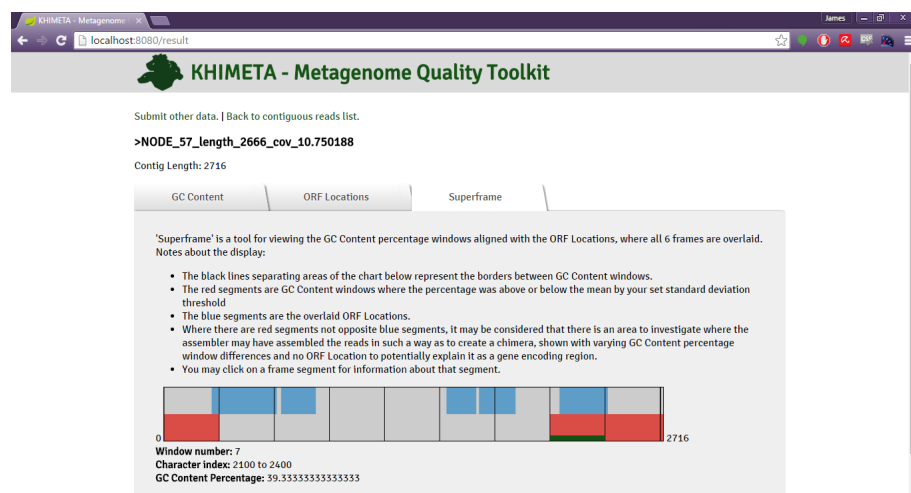 KHIMETA - Metagenome
James
localhost:8080/result
KHIMETA - Metagenome Quality Toolkit
Submit other data. | Back to contiguous reads list.
>NODE_57_length_2666_cov_10.750188
Contig Length: 2716
GC Content ORF Locations Superframe
'Superframe' is a tool for viewing the GC Content percentage windows aligned with the ORF Locations, where all 6 frames are overlaid.
Notes about the display:
• The black lines separating areas of the chart below represent the borders between GC Content windows.
• The red segments are GC Content windows where the percentage was above or below the mean by your set standard deviation
threshold
• The blue segments are the overlaid ORF Locations.
• Where there are red segments not opposite blue segments, it may be considered that there is an area to investigate where the
assembler may have assembled the reads in such a way as to create a chimera, shown with varying GC Content percentage
window differences and no ORF Location to potentially explain it as a gene encoding region.
• You may click on a frame segment for information about that segment.
0 2716
Window number: 7
Character index: 2100 to 2400
GC Content Percentage: 39.33333333333333